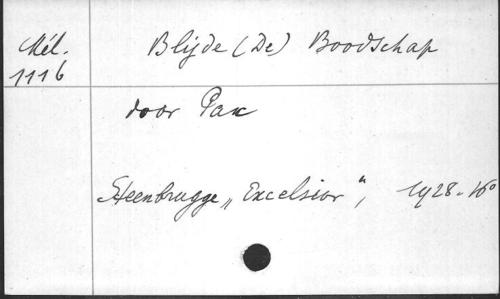 Mél.
1116
Blijde (De) Boodschap
door Pax
Steenbrugge „Excelsior“, 1928. 16°